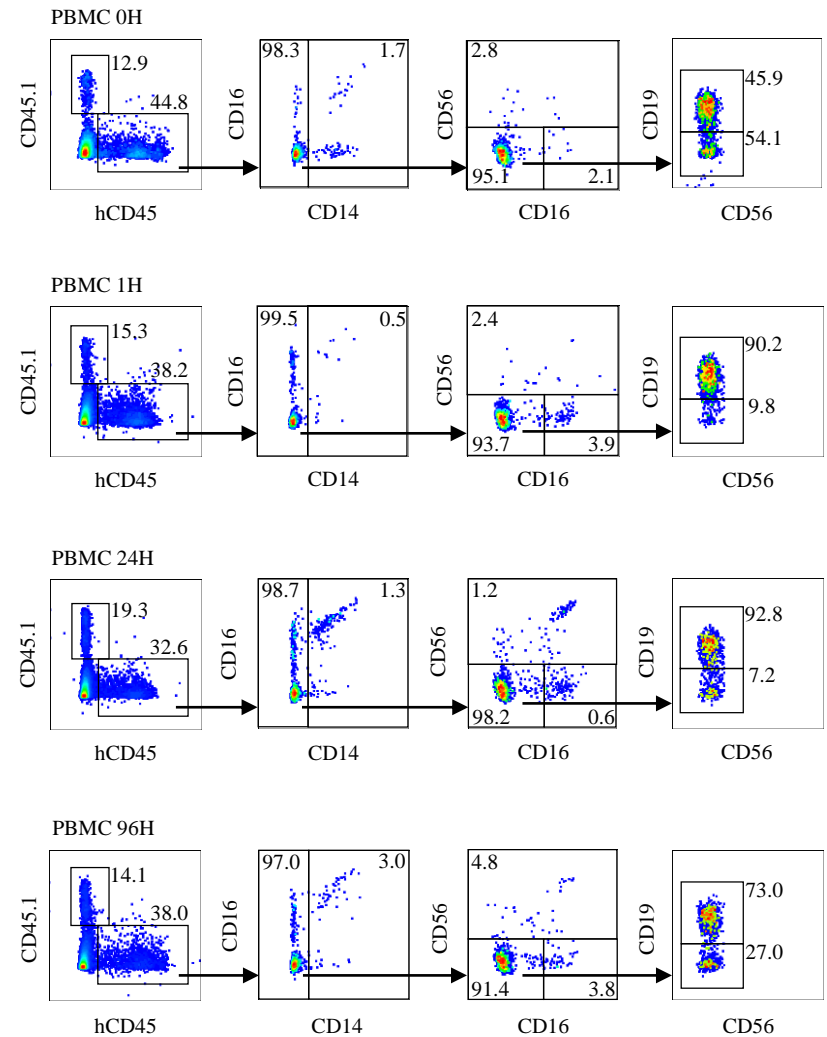 PBMC 0H
CD45.1
12.9
44.8
hCD45
CD16
98.3
1.7
CD14
CD56
2.8
95.1
2.1
CD16
CD19
45.9
54.1
CD56
PBMC 1H
CD45.1
15.3
38.2
hCD45
CD16
99.5
0.5
CD14
CD56
2.4
93.7
3.9
CD16
CD19
90.2
9.8
CD56
PBMC 24H
CD45.1
19.3
32.6
hCD45
CD16
98.7
1.3
CD14
CD56
1.2
98.2
0.6
CD16
CD19
92.8
7.2
CD56
PBMC 96H
CD45.1
14.1
38.0
hCD45
CD16
97.0
3.0
CD14
CD56
4.8
91.4
3.8
CD16
CD19
73.0
27.0
CD56